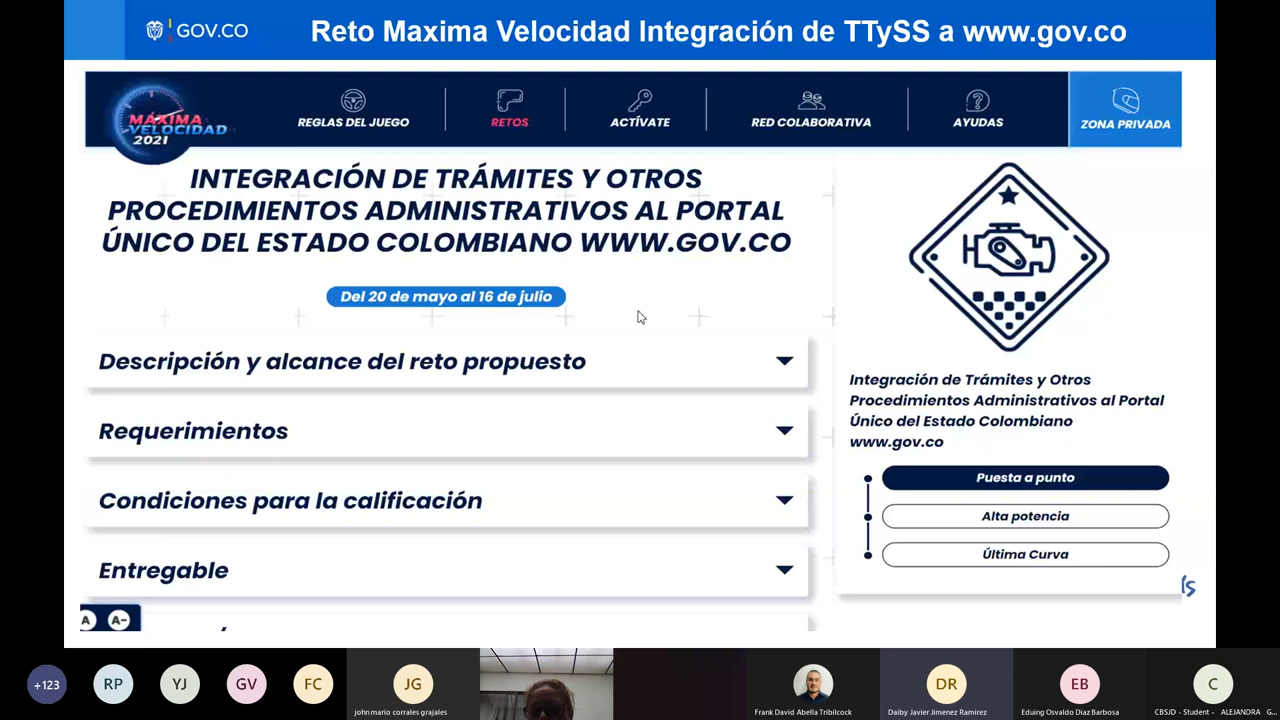 GOV.CO
Reto Maxima Velocidad Integración de TTySS a www.gov.co
MÁXIMA
VELOCIDAD
2021
REGLAS DEL JUEGO
RETOS
ACTÍVATE
RED COLABORATIVA
AYUDAS
ZONA PRIVADA
INTEGRACIÓN DE TRÁMITES Y OTROS
PROCEDIMIENTOS ADMINISTRATIVOS AL PORTAL
ÚNICO DEL ESTADO COLOMBIANO WWW.GOV.CO
Del 20 de mayo al 16 de julio
Descripción y alcance del reto propuesto
Requerimientos
Condiciones para la calificación
Entregable
Integración de Trámites y Otros
Procedimientos Administrativos al Portal
Único del Estado Colombiano
www.gov.co
Puesta a punto
Alta potencia
Última Curva
A A-
+123
RP
YJ
GV
FC
JG
john mario corrales grajales
Frank David Abella Tribilcock
DR
Daiby Javier Jimenez Ramirez
EB
Eduing Osvaldo Diaz Barbosa
C
CBSJD - Student - ALEJANDRA G...